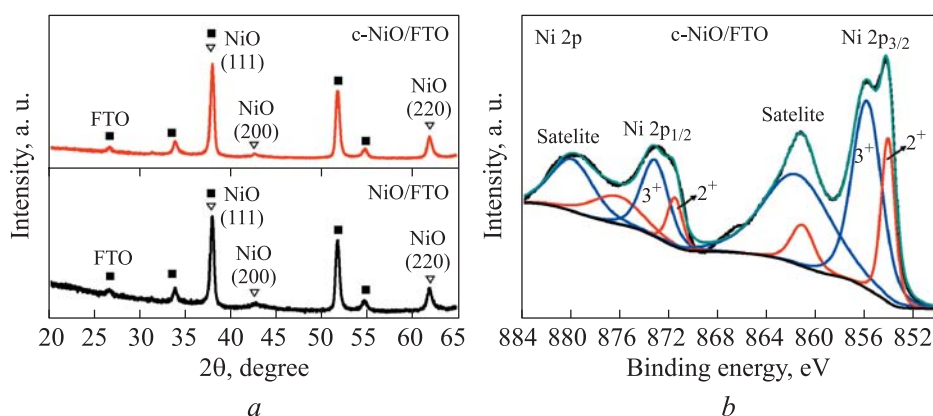 c-NiO/FTO
NiO
(111)
FTO
NiO
(200)
NiO
(220)
NiO/FTO
NiO
(111)
FTO
NiO
(200)
NiO
(220)
Intensity, a. u.
20 25 30 35 40 45 50 55 60 65
2θ, degree
a
Ni 2p
c-NiO/FTO
Ni 2p3/2
Satelite
Ni 2p1/2
Satelite
3+
2+
3+
2+
Intensity, a. u.
884 880 876 872 868 864 860 856 852
Binding energy, eV
b